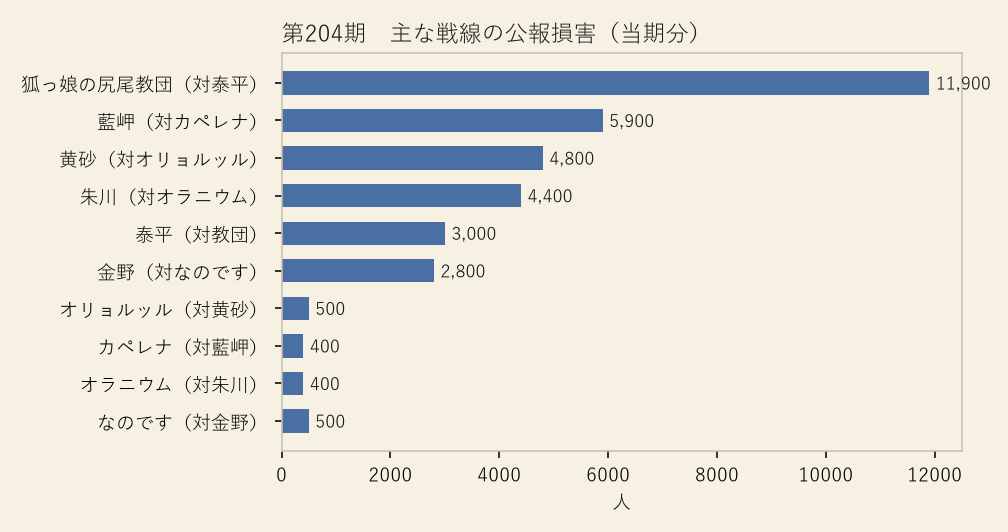 第204期　主な戦線の公報損害（当期分）
狐っ娘の尻尾教団（対泰平） 11,900
藍岬（対カペレナ） 5,900
黄砂（対オリョルッル） 4,800
朱川（対オラニウム） 4,400
泰平（対教団） 3,000
金野（対なのです） 2,800
オリョルッル（対黄砂） 500
カペレナ（対藍岬） 400
オラニウム（対朱川） 400
なのです（対金野） 500
0 2000 4000 6000 8000 10000 12000
人